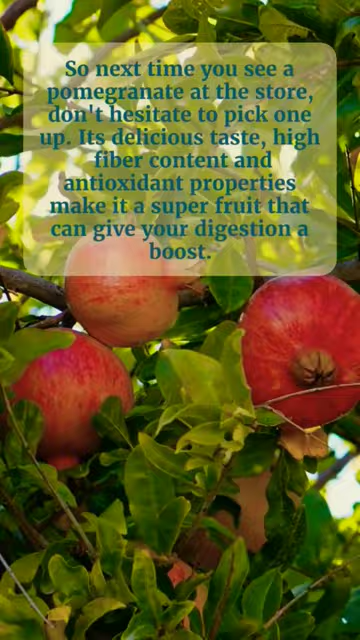 So next time you see a
pomegranate at the store,
don't hesitate to pick one
up. Its delicious taste, high
fiber content and
antioxidant properties
make it a super fruit that
can give your digestion a
boost.